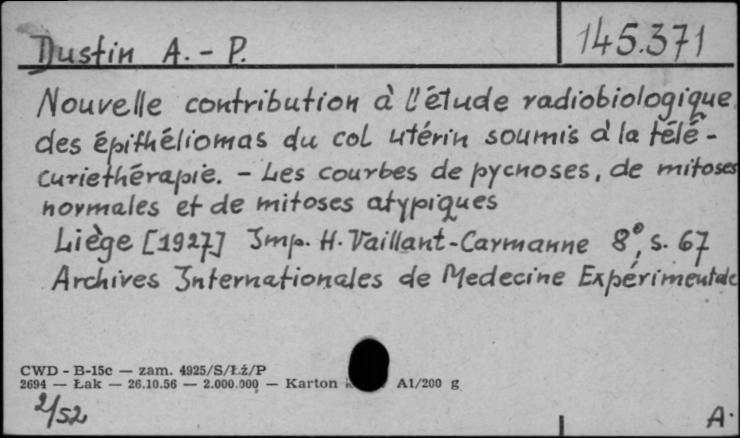 Dustin A.-P.
145.371
Nouvelle contribution à l'étude radiobiologique
des épithéliomas du col utérin soumis à la télé-
curiethérapie. - Les courbes de pycnoses, de mitoses
normales et de mitoses atypiques
Liège [1927] Imp. H. Vaillant-Carmanne 8°, s. 67
Archives Internationales de Medecine Expérimentale
CWD - B-15c — zam. 4925/S/Łż/P
2694 — Łak — 26.10.56 — 2.000.000 — Karton A1/200 g
2/52
A.